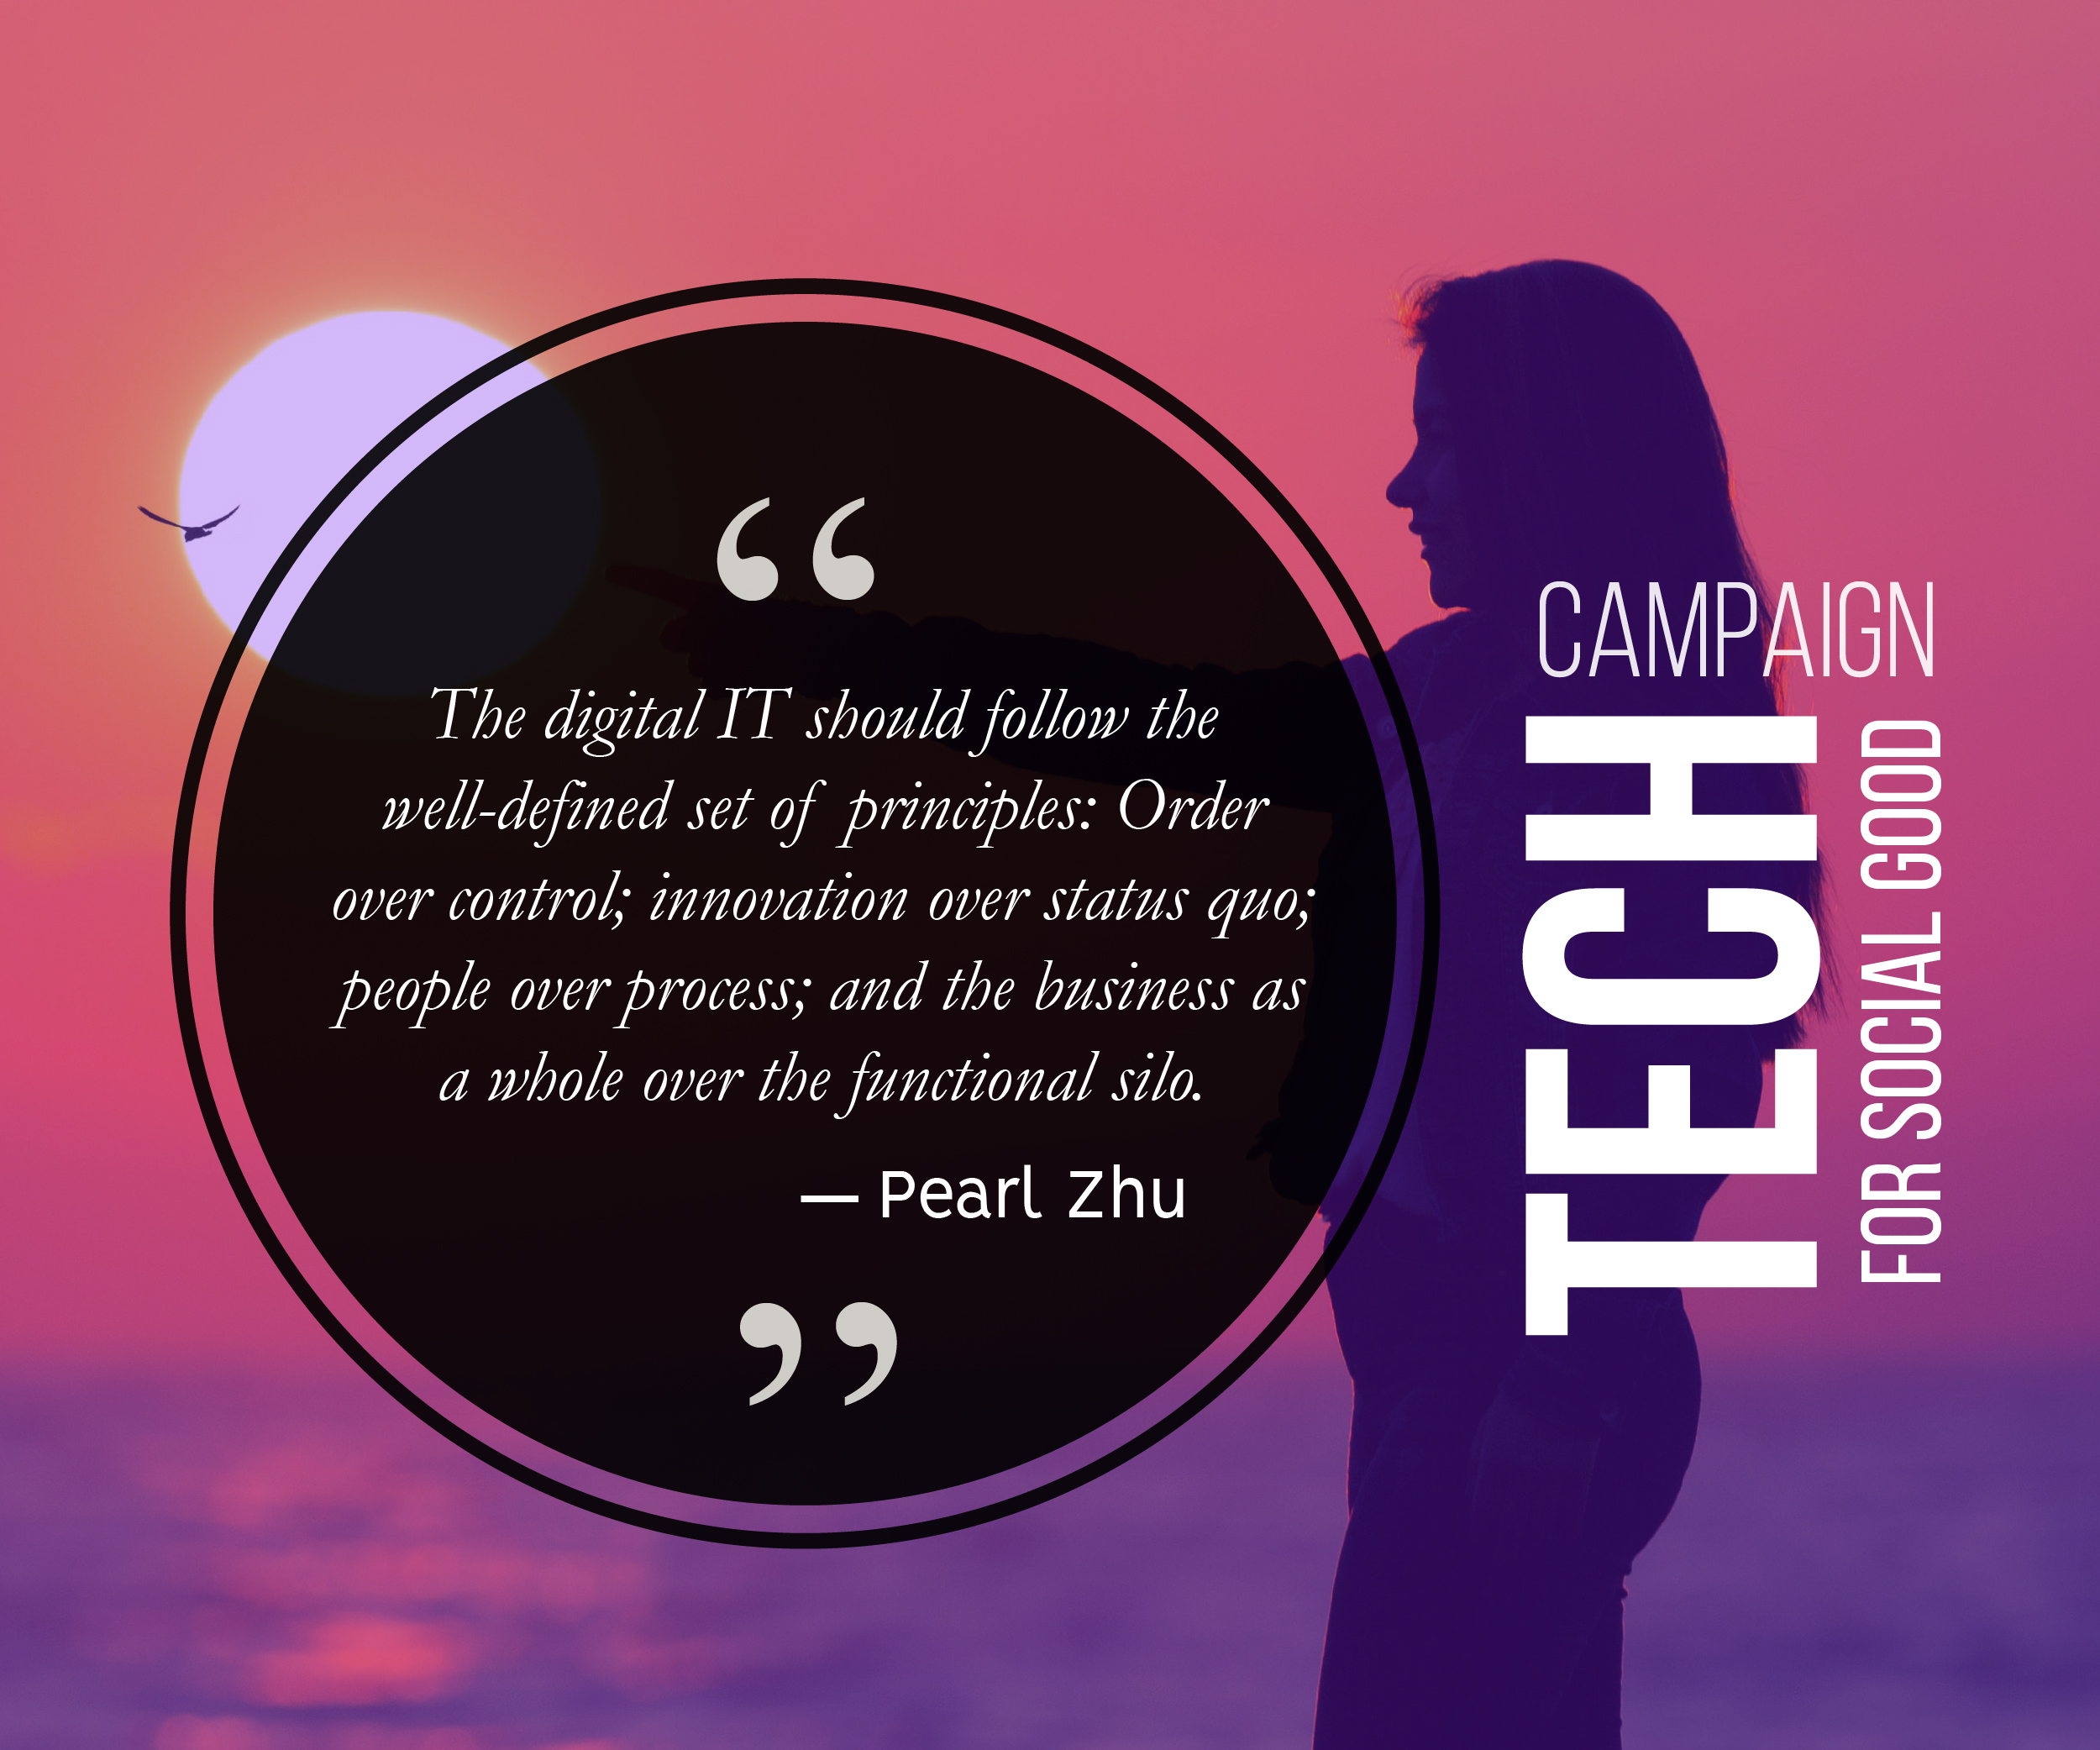 “
The digital IT should follow the
well-defined set of principles: Order
over control; innovation over status quo;
people over process; and the business as
a whole over the functional silo.
— Pearl Zhu
”
CAMPAIGN
TECH
FOR SOCIAL GOOD